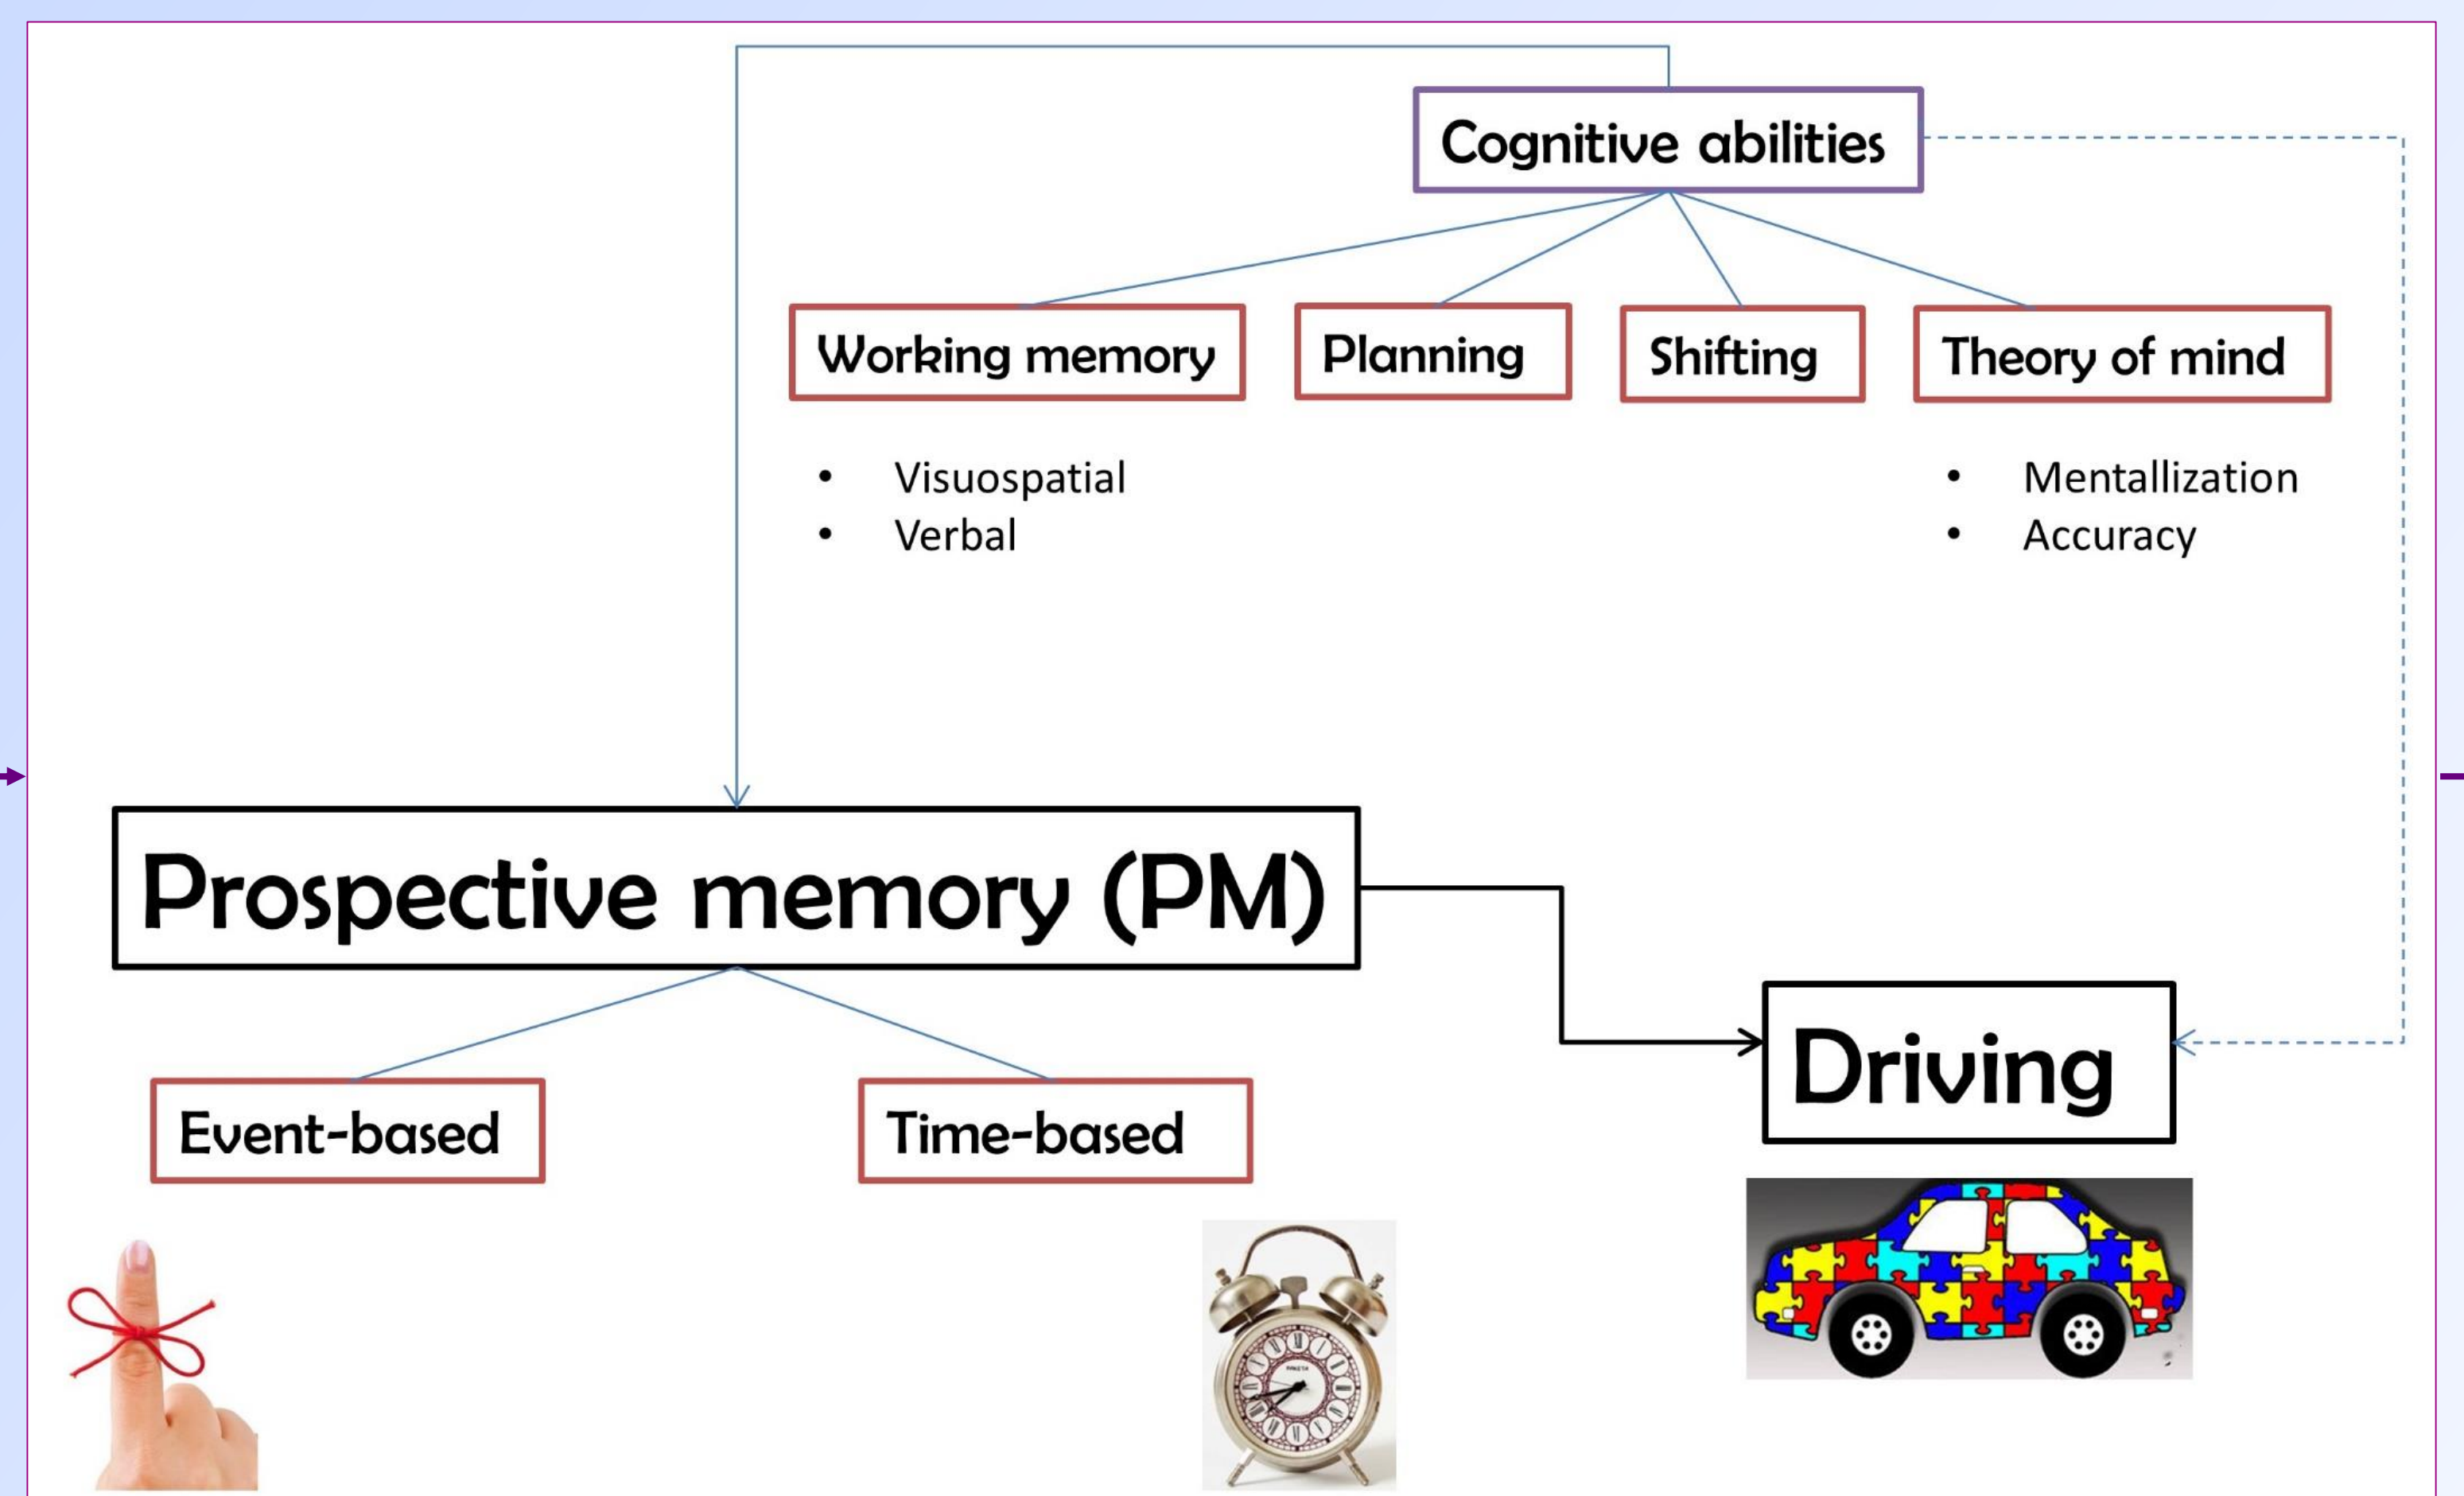 Cognitive abilities
Working memory
Planning
Shifting
Theory of mind
• Visuospatial
• Verbal
• Mentallization
• Accuracy
Prospective memory (PM)
Driving
Event-based
Time-based